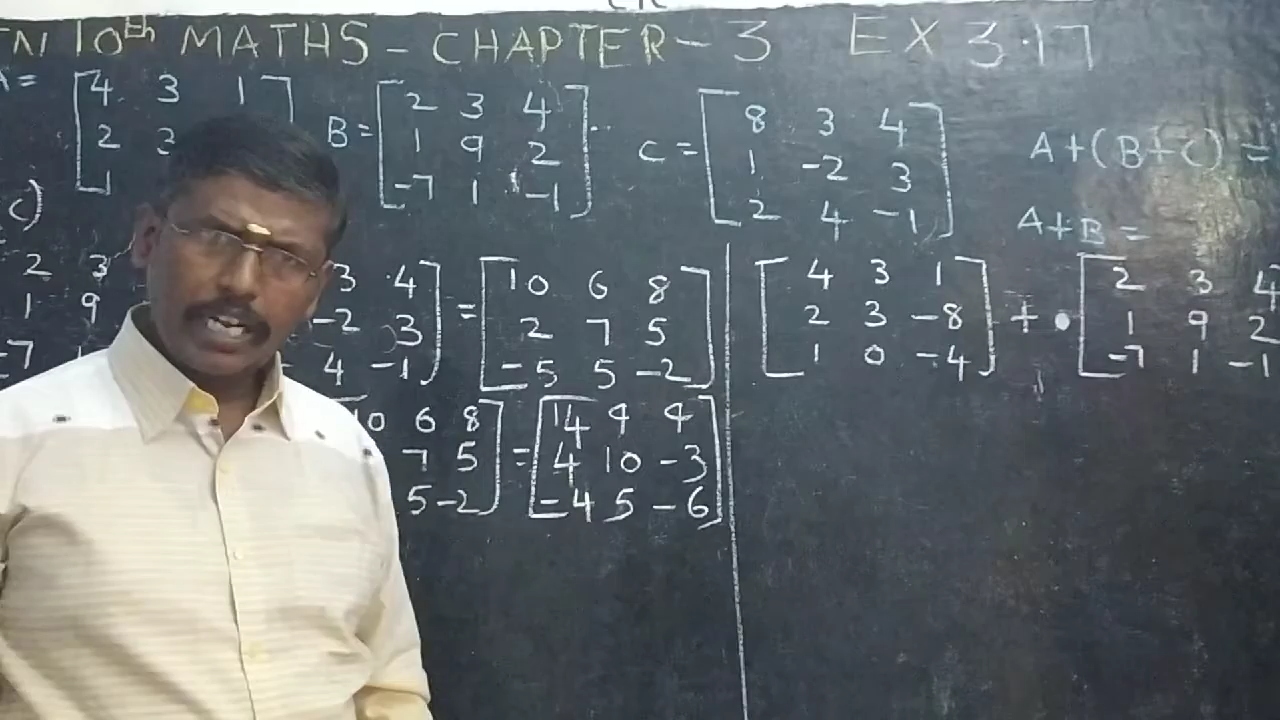 TN 10th MATHS - CHAPTER - 3 EX 3.17
A = [4 3 1
2 3
1
B = [2 3 4
1 9 2
-7 1 -1]
C = [8 3 4
1 -2 3
2 4 -1]
A+(B+C) =
A+B =
C)
2 3
1 9
-7
3 4
-2 3
4 -1]
= [10 6 8
2 7 5
-5 5 -2]
10 6 8
7 5
5 -2]
= [14 9 9
4 10 -3
-4 5 -6]
[4 3 1
2 3 -8
1 0 -4]
+ [2 3 4
1 9 2
-7 1 -1